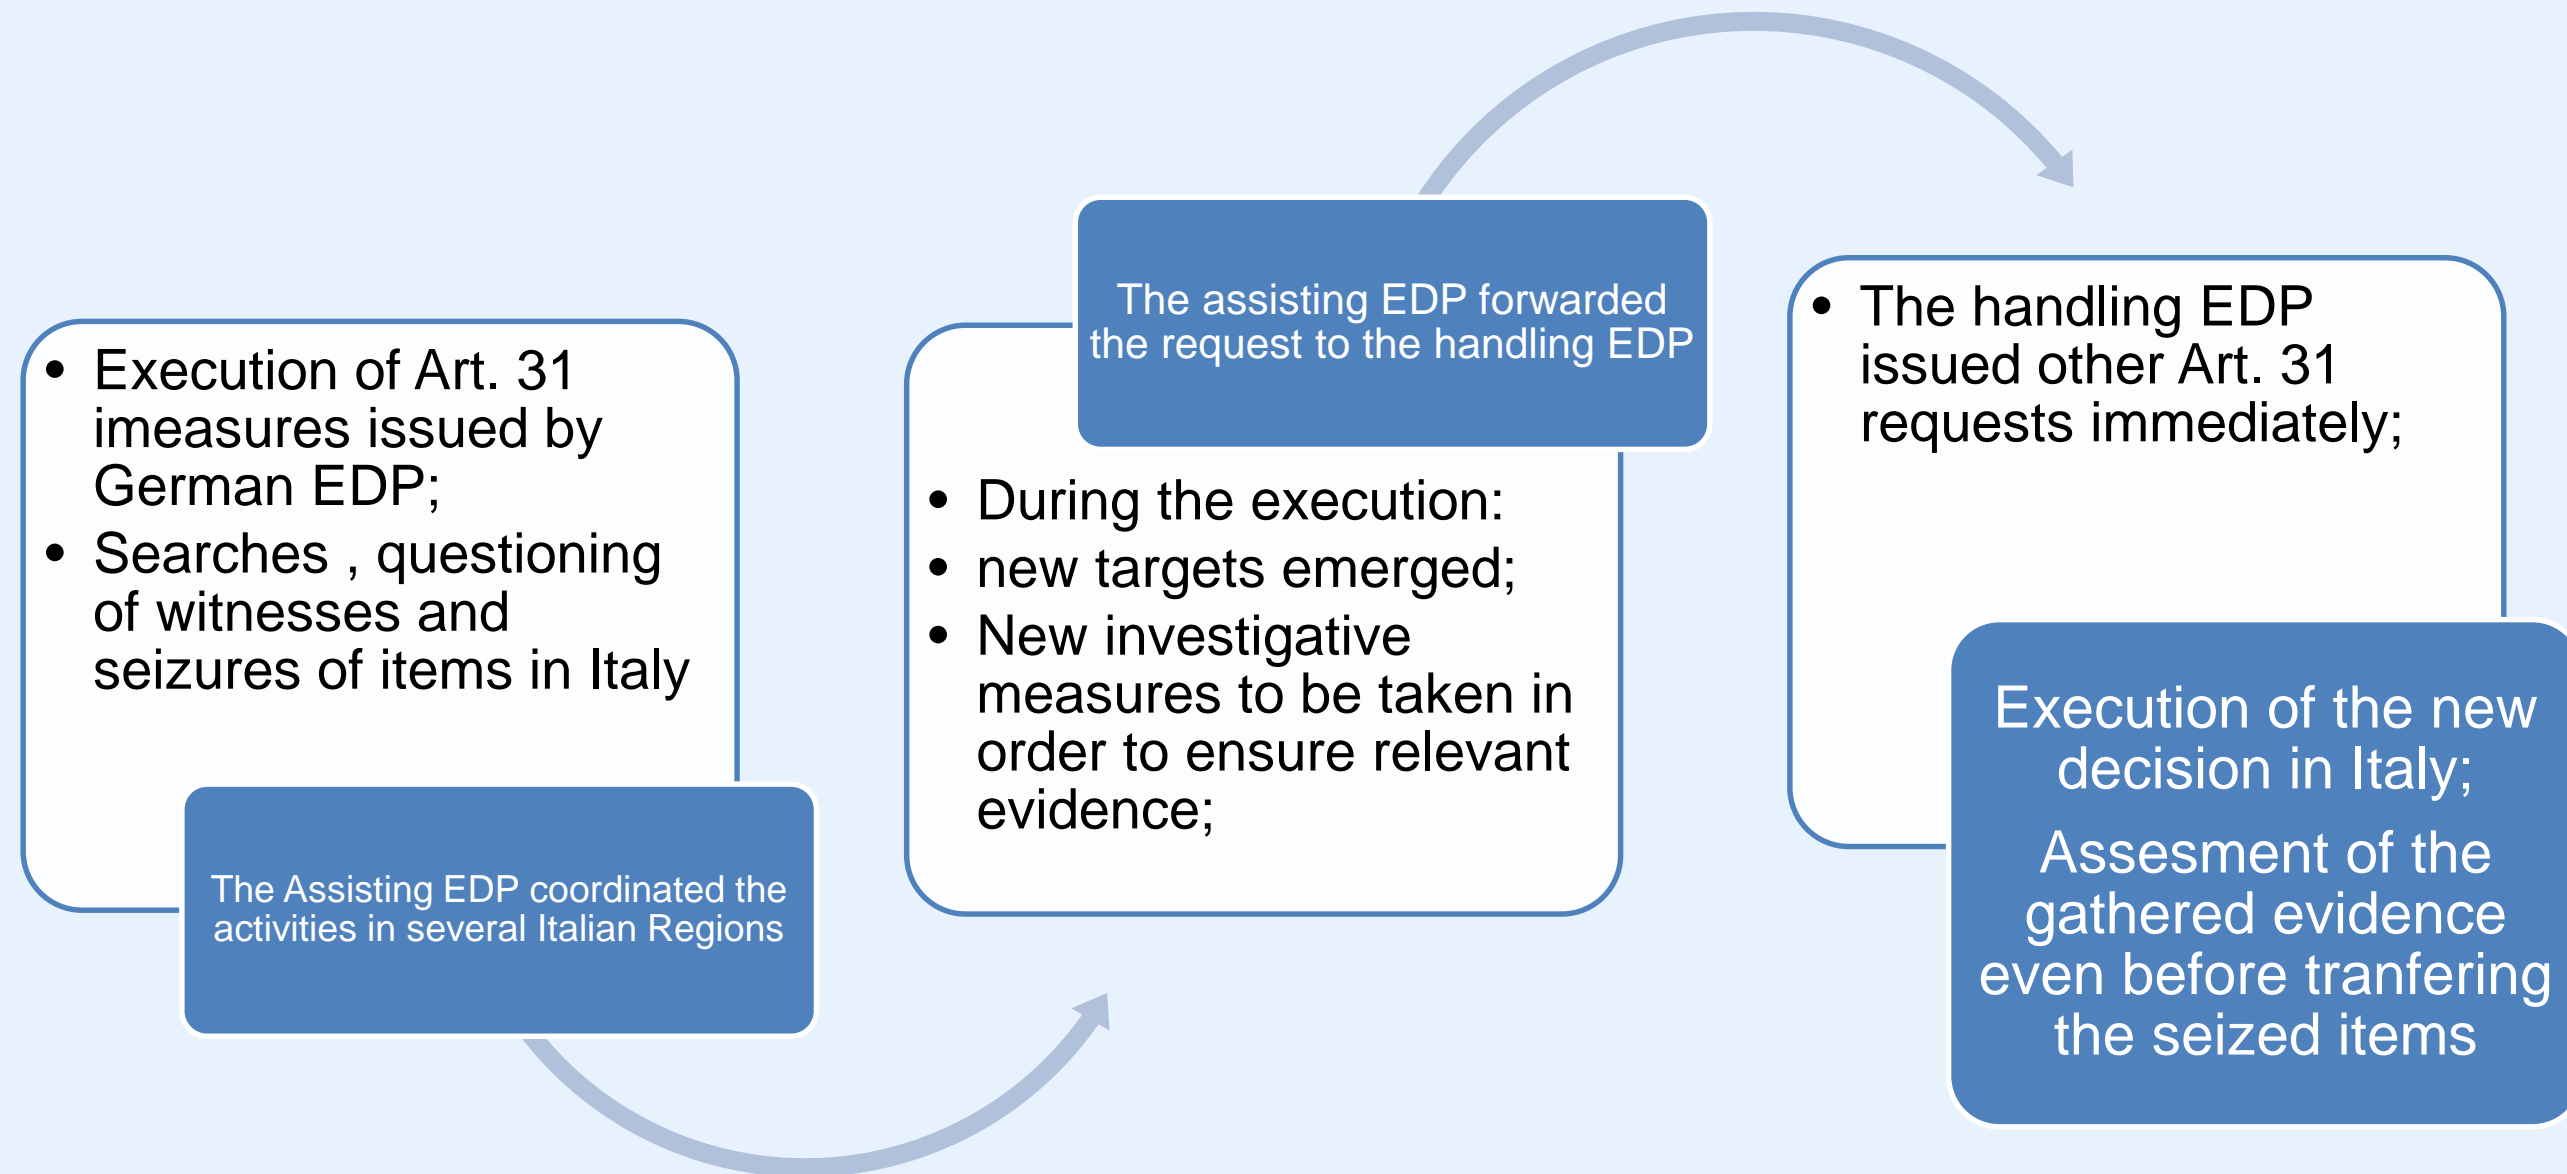 • Execution of Art. 31
imeasures issued by
German EDP;
• Searches , questioning
of witnesses and
seizures of items in Italy
The Assisting EDP coordinated the
activities in several Italian Regions
The assisting EDP forwarded
the request to the handling EDP
• During the execution:
• new targets emerged;
• New investigative
measures to be taken in
order to ensure relevant
evidence;
• The handling EDP
issued other Art. 31
requests immediately;
Execution of the new
decision in Italy;
Assesment of the
gathered evidence
even before tranfering
the seized items